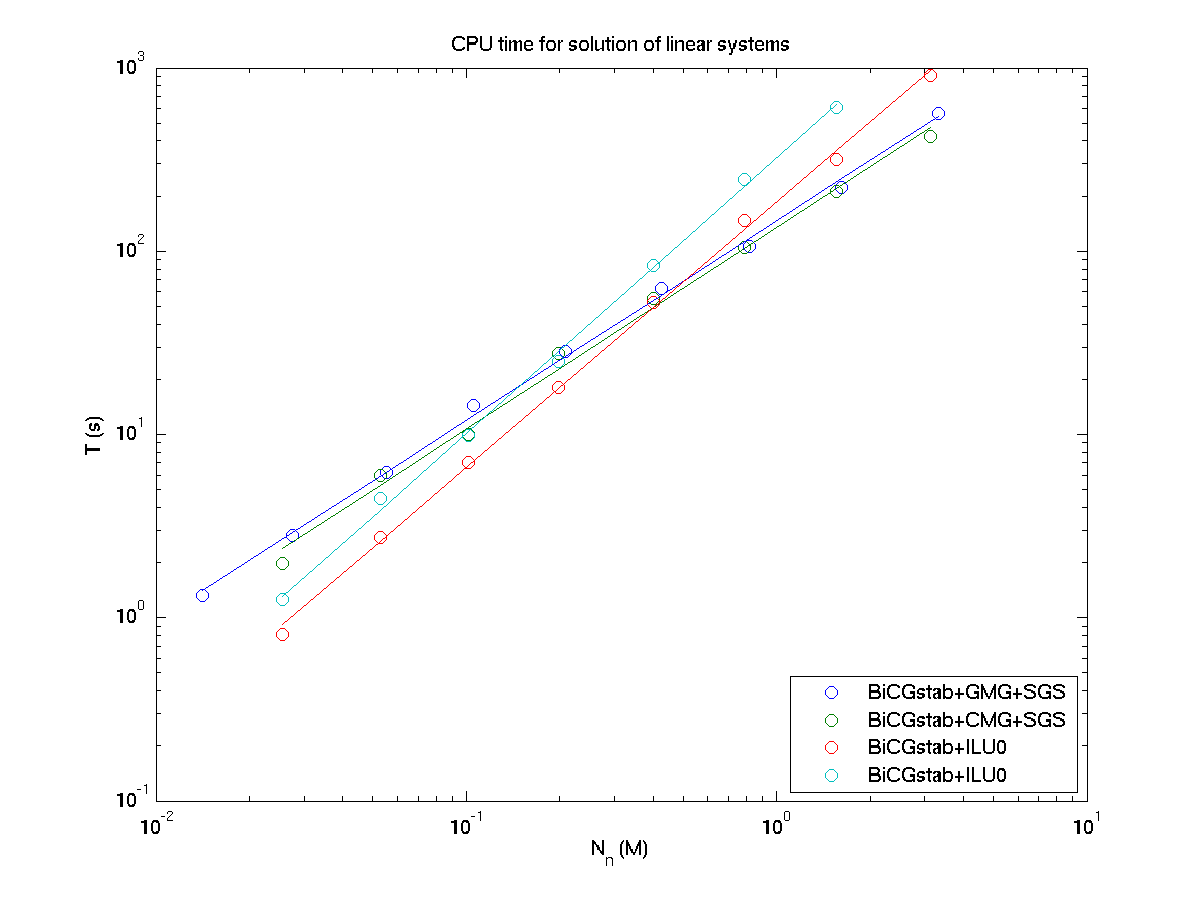 CPU time for solution of linear systems
10^3
10^2
10^1
10^0
10^-1
T (s)
10^-2
10^-1
10^0
10^1
N_n (M)
BiCGstab+GMG+SGS
BiCGstab+CMG+SGS
BiCGstab+ILU0
BiCGstab+ILU0